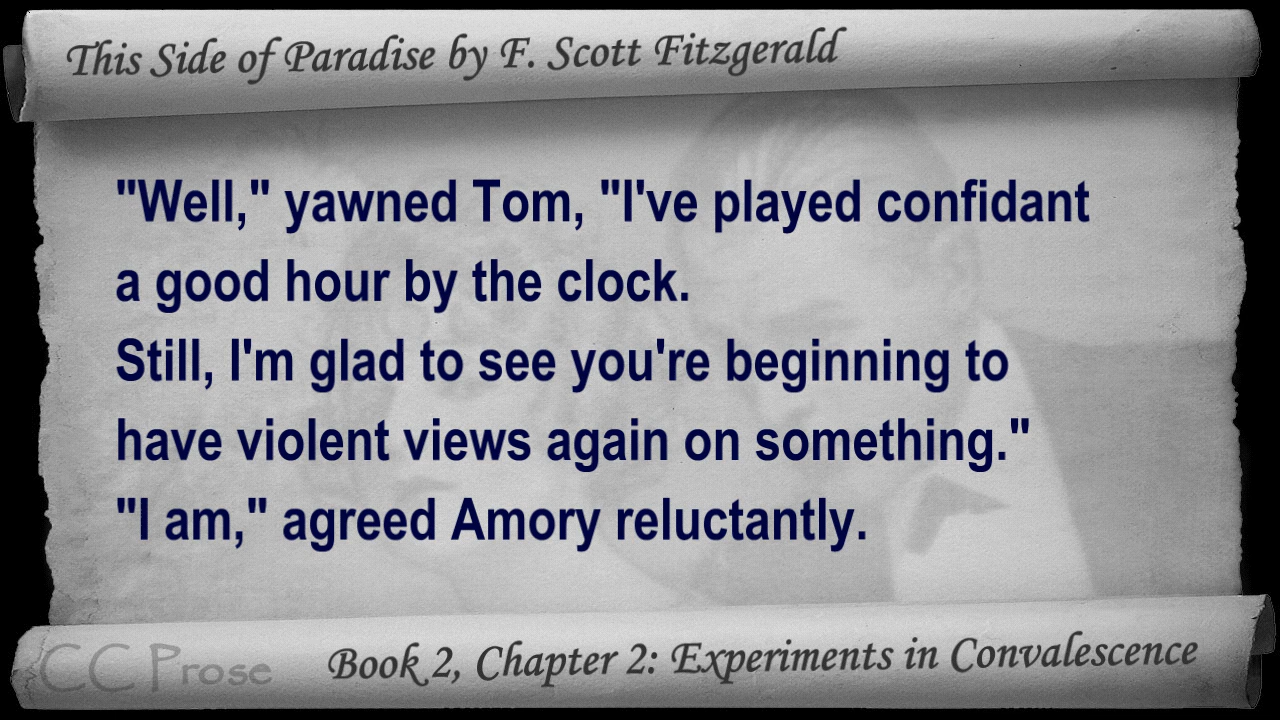 This Side of Paradise by F. Scott Fitzgerald
"Well," yawned Tom, "I've played confidant
a good hour by the clock.
Still, I'm glad to see you're beginning to
have violent views again on something."
"I am," agreed Amory reluctantly.
CC Prose
Book 2, Chapter 2: Experiments in Convalescence